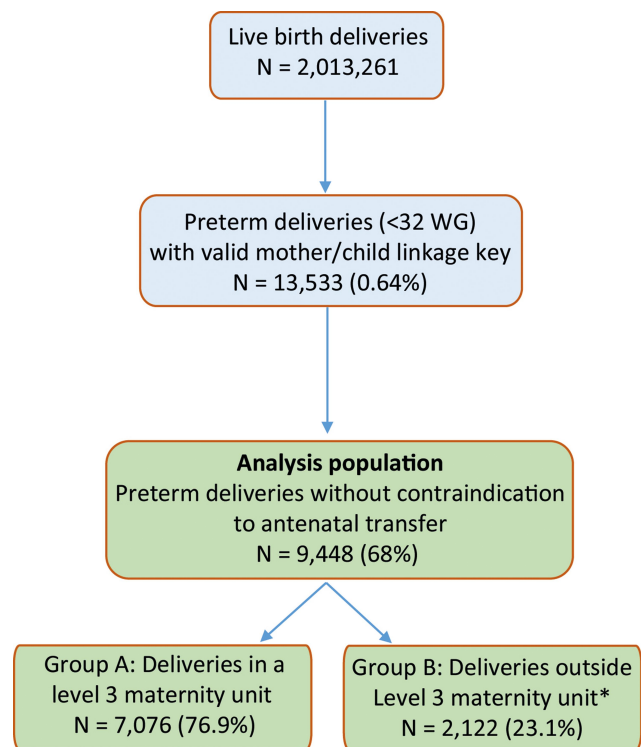 Live birth deliveries
N = 2,013,261
Preterm deliveries (<32 WG)
with valid mother/child linkage key
N = 13,533 (0.64%)
Analysis population
Preterm deliveries without contraindication
to antenatal transfer
N = 9,448 (68%)
Group A: Deliveries in a
level 3 maternity unit
N = 7,076 (76.9%)
Group B: Deliveries outside
Level 3 maternity unit*
N = 2,122 (23.1%)